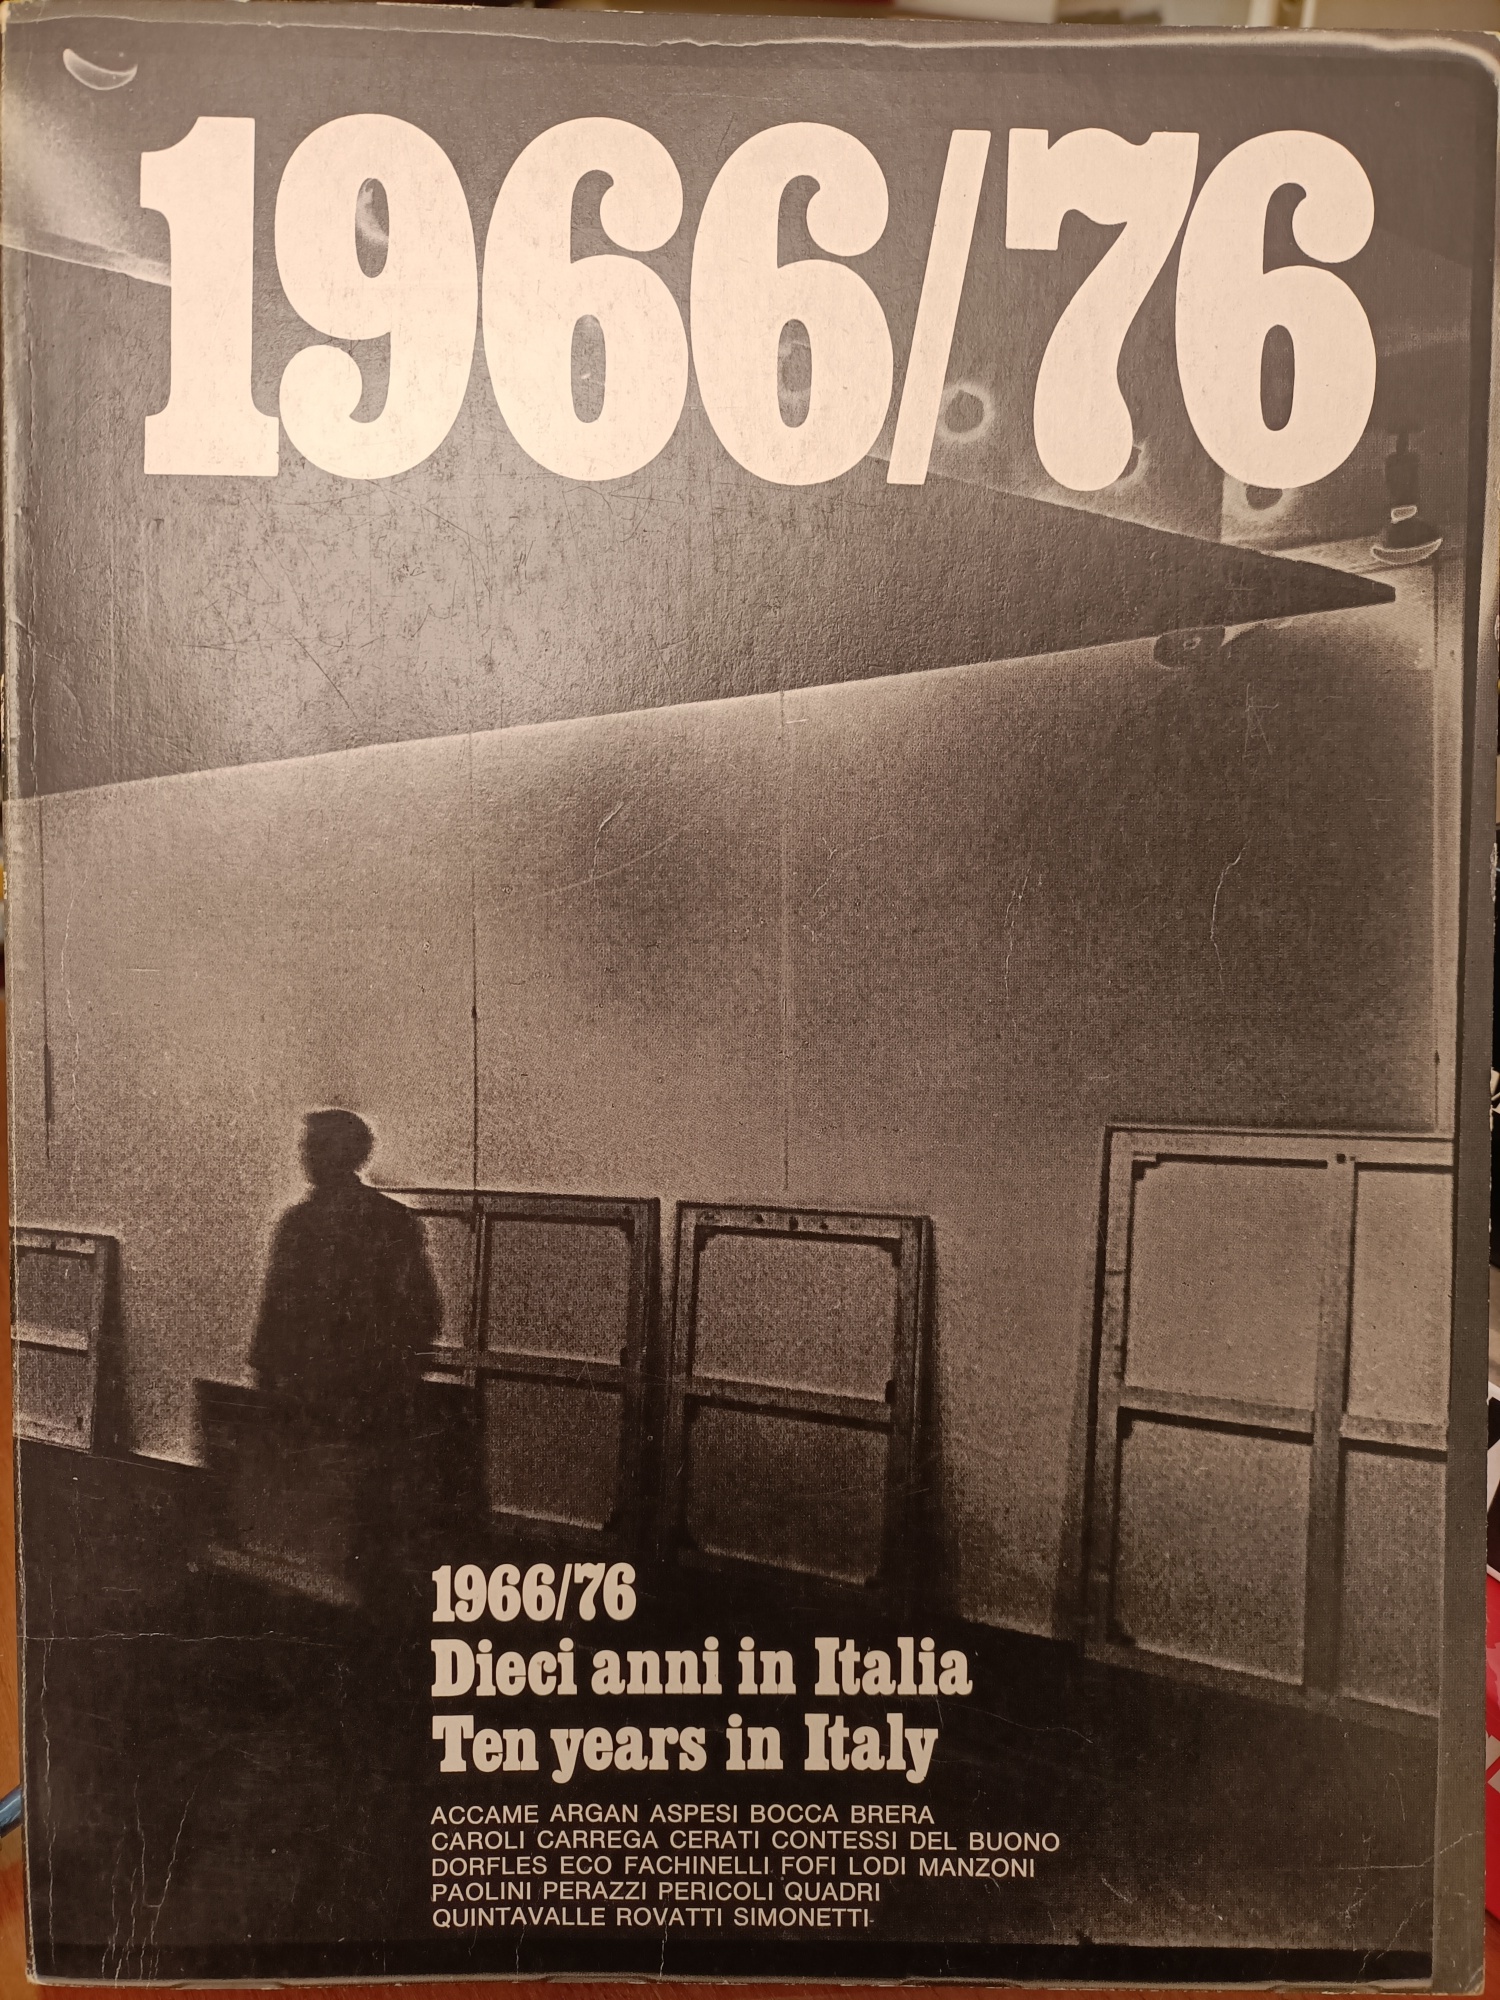 1966/76
1966/76
Dieci anni in Italia
Ten years in Italy
ACCAME ARGAN ASPESI BOCCA BRERA
CAROLI CARREGA CERATI CONTESSI DEL BUONO
DORFLES ECO FACHINELLI FOFI LODI MANZONI
PAOLINI PERAZZI PERICOLI QUADRI
QUINTAVALLE ROVATTI SIMONETTI